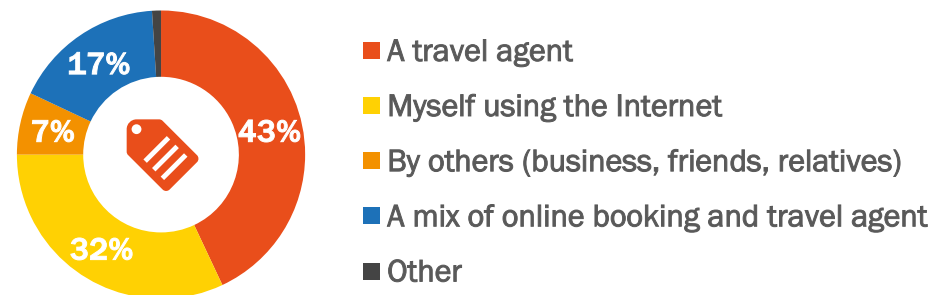 17%
7%
43%
32%
A travel agent
Myself using the Internet
By others (business, friends, relatives)
A mix of online booking and travel agent
Other